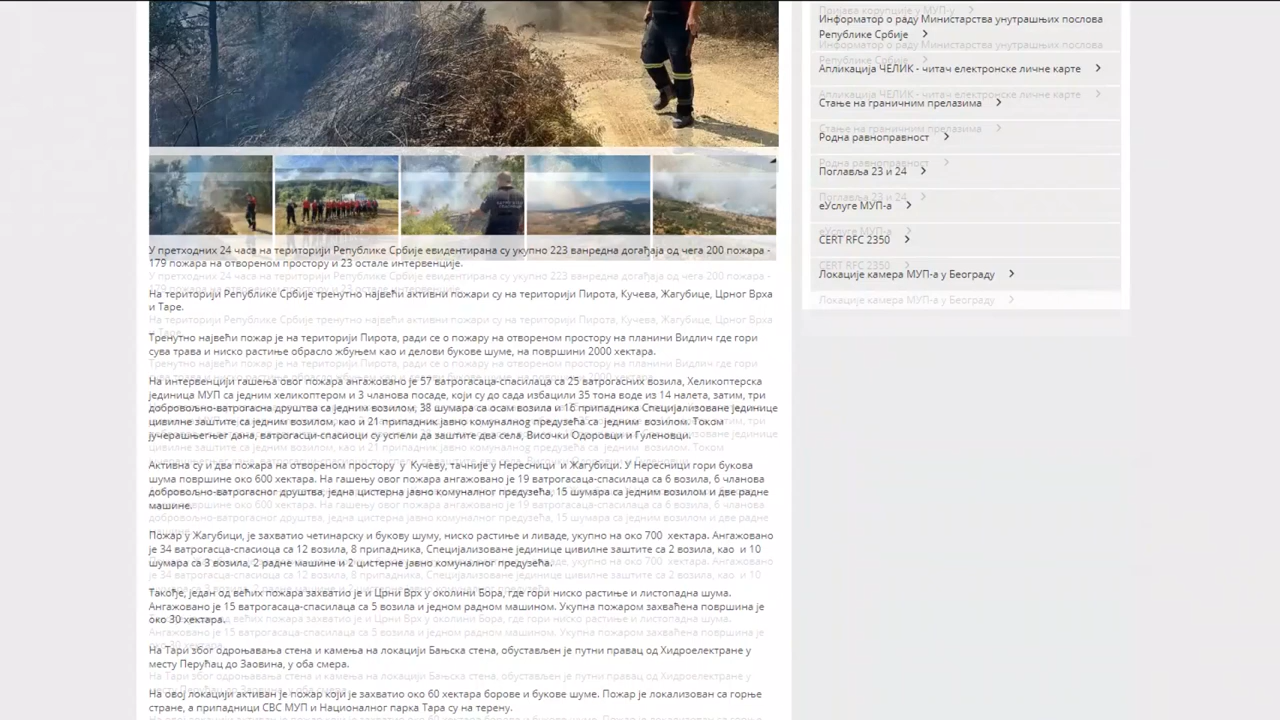 У претходних 24 часа на територији Републике Србије евидентирана су укупно 223 ванредна догађаја од чега 200 пожара -
179 пожара на отвореном простору и 23 остале интервенције.
На територији Републике Србије тренутно највећи активни пожари су на територији Пирота, Кучева, Жагубице, Црног Врха
и Таре.
Тренутно највећи пожар је на територији Пирота, ради се о пожару на отвореном простору на планини Видлич где гори
сува трава и ниско растиње обрасло жбуњем као и делови букове шуме, на површини 2000 хектара.
На интервенцији гашења овог пожара ангажовано је 57 ватрогасаца-спасилаца са 25 ватрогасних возила, Хеликоптерска
јединица МУП са једним хеликоптером и 3 чланова посаде, који су до сада избацили 35 тона воде из 14 налета, затим, три
добровољно-ватрогасна друштва са једним возилом, 38 шумара са осам возила и 16 припадника Специјализоване јединице
цивилне заштите са једним возилом, као и 21 припадник јавно комуналног предузећа са једним возилом. Током
јучерашњегњег дана, ватрогасци-спасиоци су успели да заштите два села, Височки Одоровци и Гуленовци.
Активна су и два пожара на отвореном простору у Кучеву, тачније у Нересници и Жагубици. У Нересници гори букова
шума површине око 600 хектара. На гашењу овог пожара ангажовано је 19 ватрогасаца-спасилаца са 6 возила, 6 чланова
добровољно-ватрогасног друштва, једна цистерна јавно комуналног предузећа, 15 шумара са једним возилом и две радне
машине.
Пожар у Жагубици, је захватио четинарску и букову шуму, ниско растиње и ливаде, укупно на око 700 хектара. Ангажовано
је 34 ватрогасца-спасиоца са 12 возила, 8 припадника, Специјализоване јединице цивилне заштите са 2 возила, као и 10
шумара са 3 возила, 2 радне машине и 2 цистерне јавно комуналног предузећа.
Такође, један од већих пожара захватио је и Црни Врх у околини Бора, где гори ниско растиње и листопадна шума.
Ангажовано је 15 ватрогасаца-спасилаца са 5 возила и једном радном машином. Укупна пожаром захваћена површина је
око 30 хектара.
На Тари због одроњавања стена и камења на локацији Бањска стена, обустављен је путни правац од Хидроелектране у
месту Перућац до Заовина, у оба смера.
На овој локацији активан је пожар који је захватио око 60 хектара борове и букове шуме. Пожар је локализован са горње
стране, а припадници СВС МУП и Националног парка Тара су на терену.
Пријава корупције у МУП-у
Информатор о раду Министарства унутрашњих послова
Републике Србије
Апликација ЧЕЛИК - читач електронске личне карте
Стање на граничним прелазима
Родна равноправност
Поглавља 23 и 24
еУслуге МУП-а
CERT RFC 2350
Локације камера МУП-а у Београду